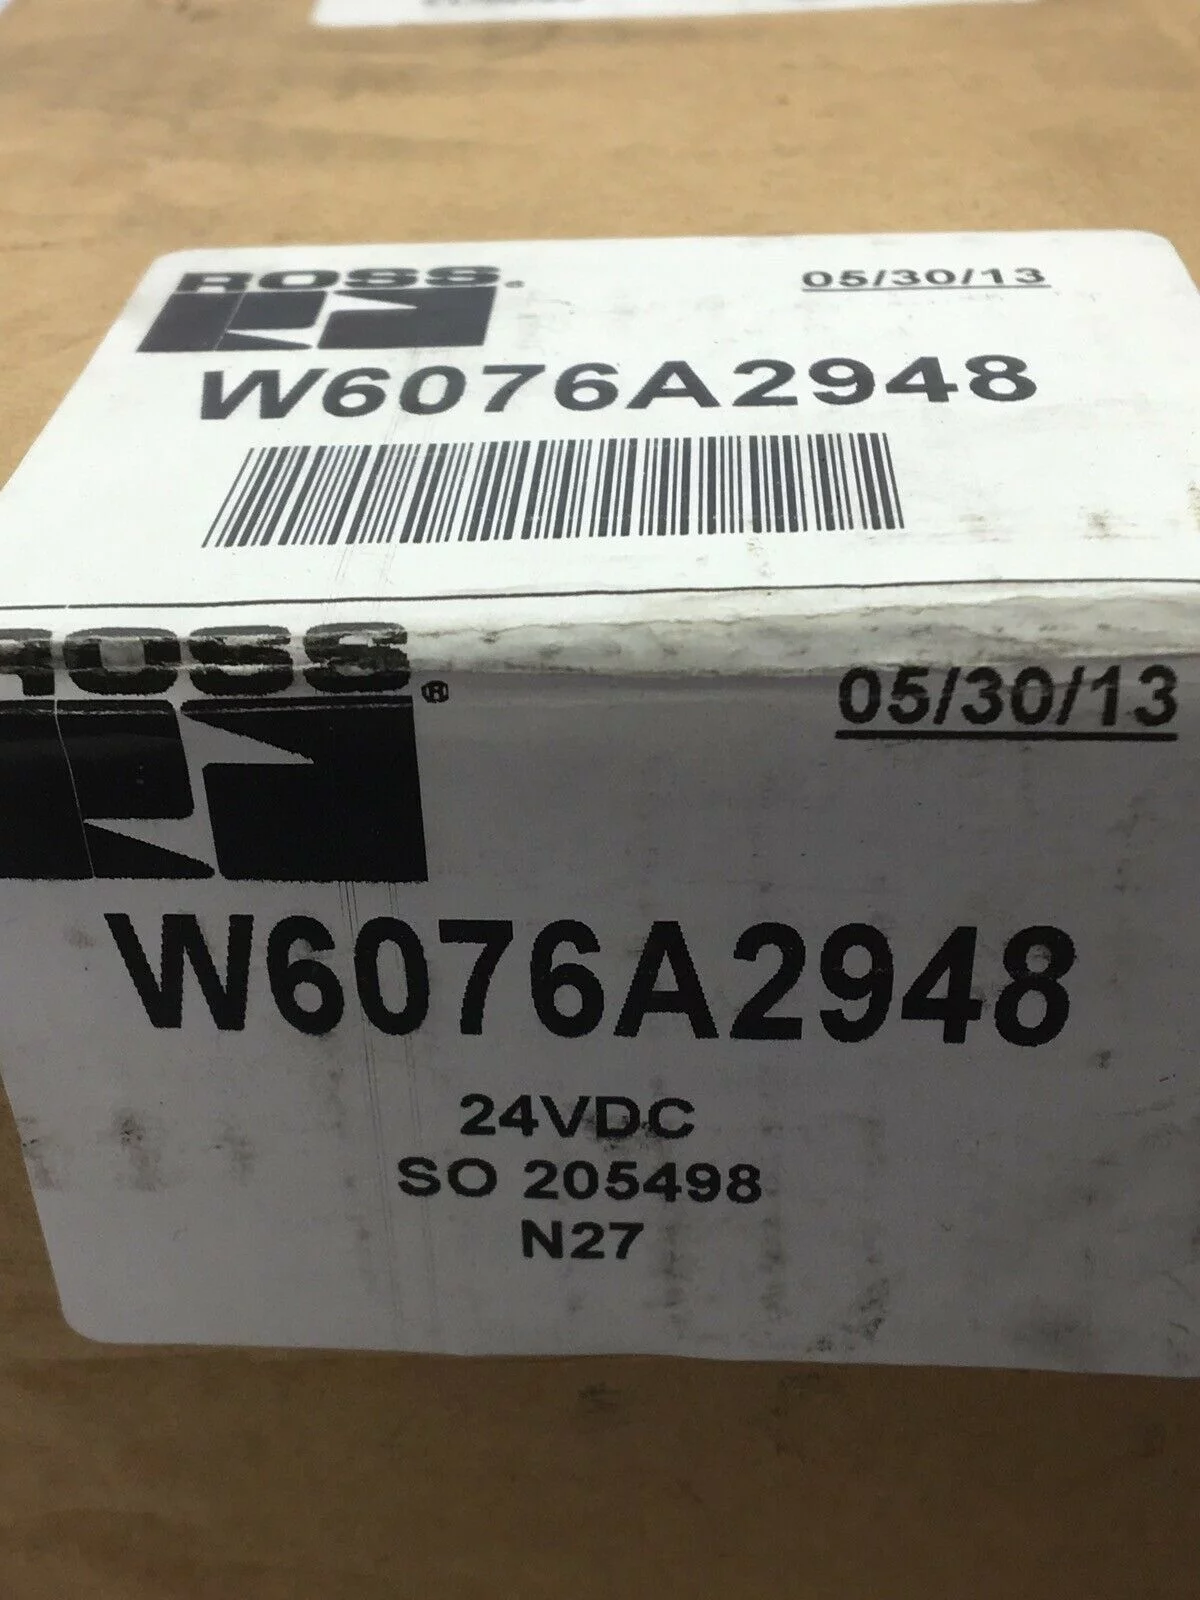 ROSS. 05/30/13
W6076A2948
ROSS® 05/30/13
W6076A2948
24VDC
SO 205498
N27